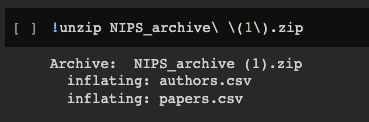 [ ] !unzip NIPS_archive\ \(1\).zip
Archive:  NIPS_archive (1).zip
  inflating: authors.csv
  inflating: papers.csv